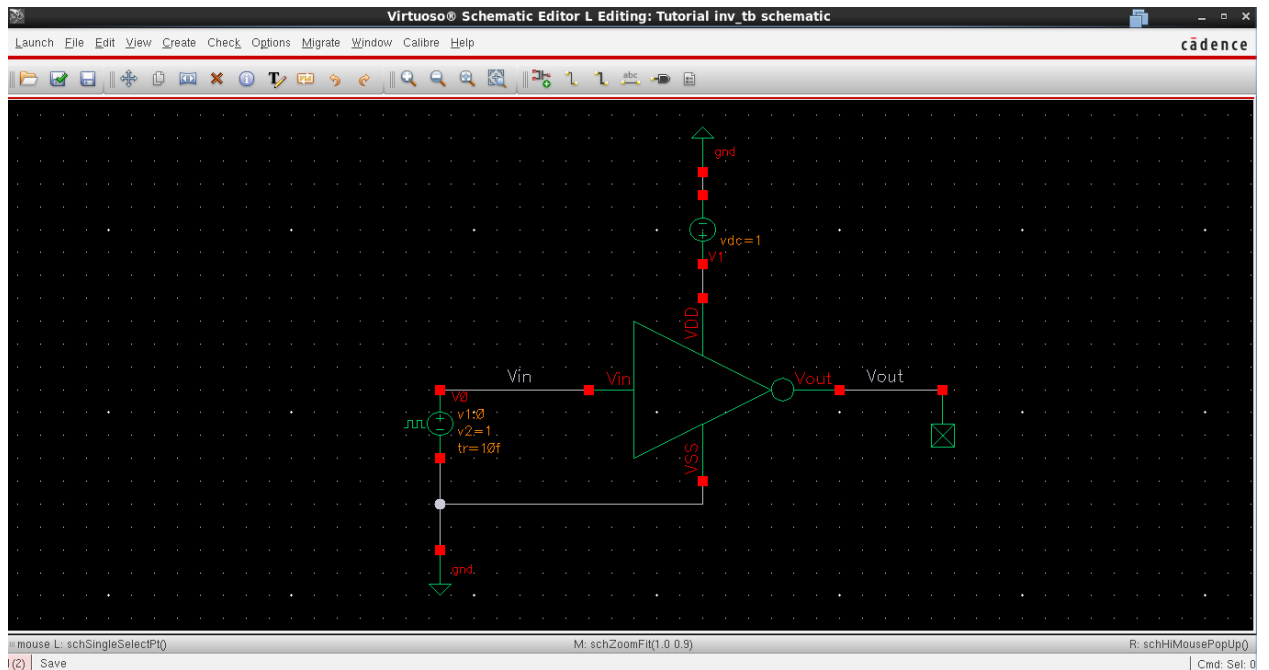 Virtuoso® Schematic Editor L Editing: Tutorial inv_tb schematic
Launch File Edit View Create Check Options Migrate Window Calibre Help
cādence
abc
gnd
vdc=1
V1
VDD
Vin
Vin
Vout
Vout
V0
v1:0
v2=1
tr=10f
VSS
gnd
mouse L: schSingleSelectPt()
M: schZoomFit(1.0 0.9)
R: schHiMousePopUp()
(2) Save
Cmd: Sel: 0